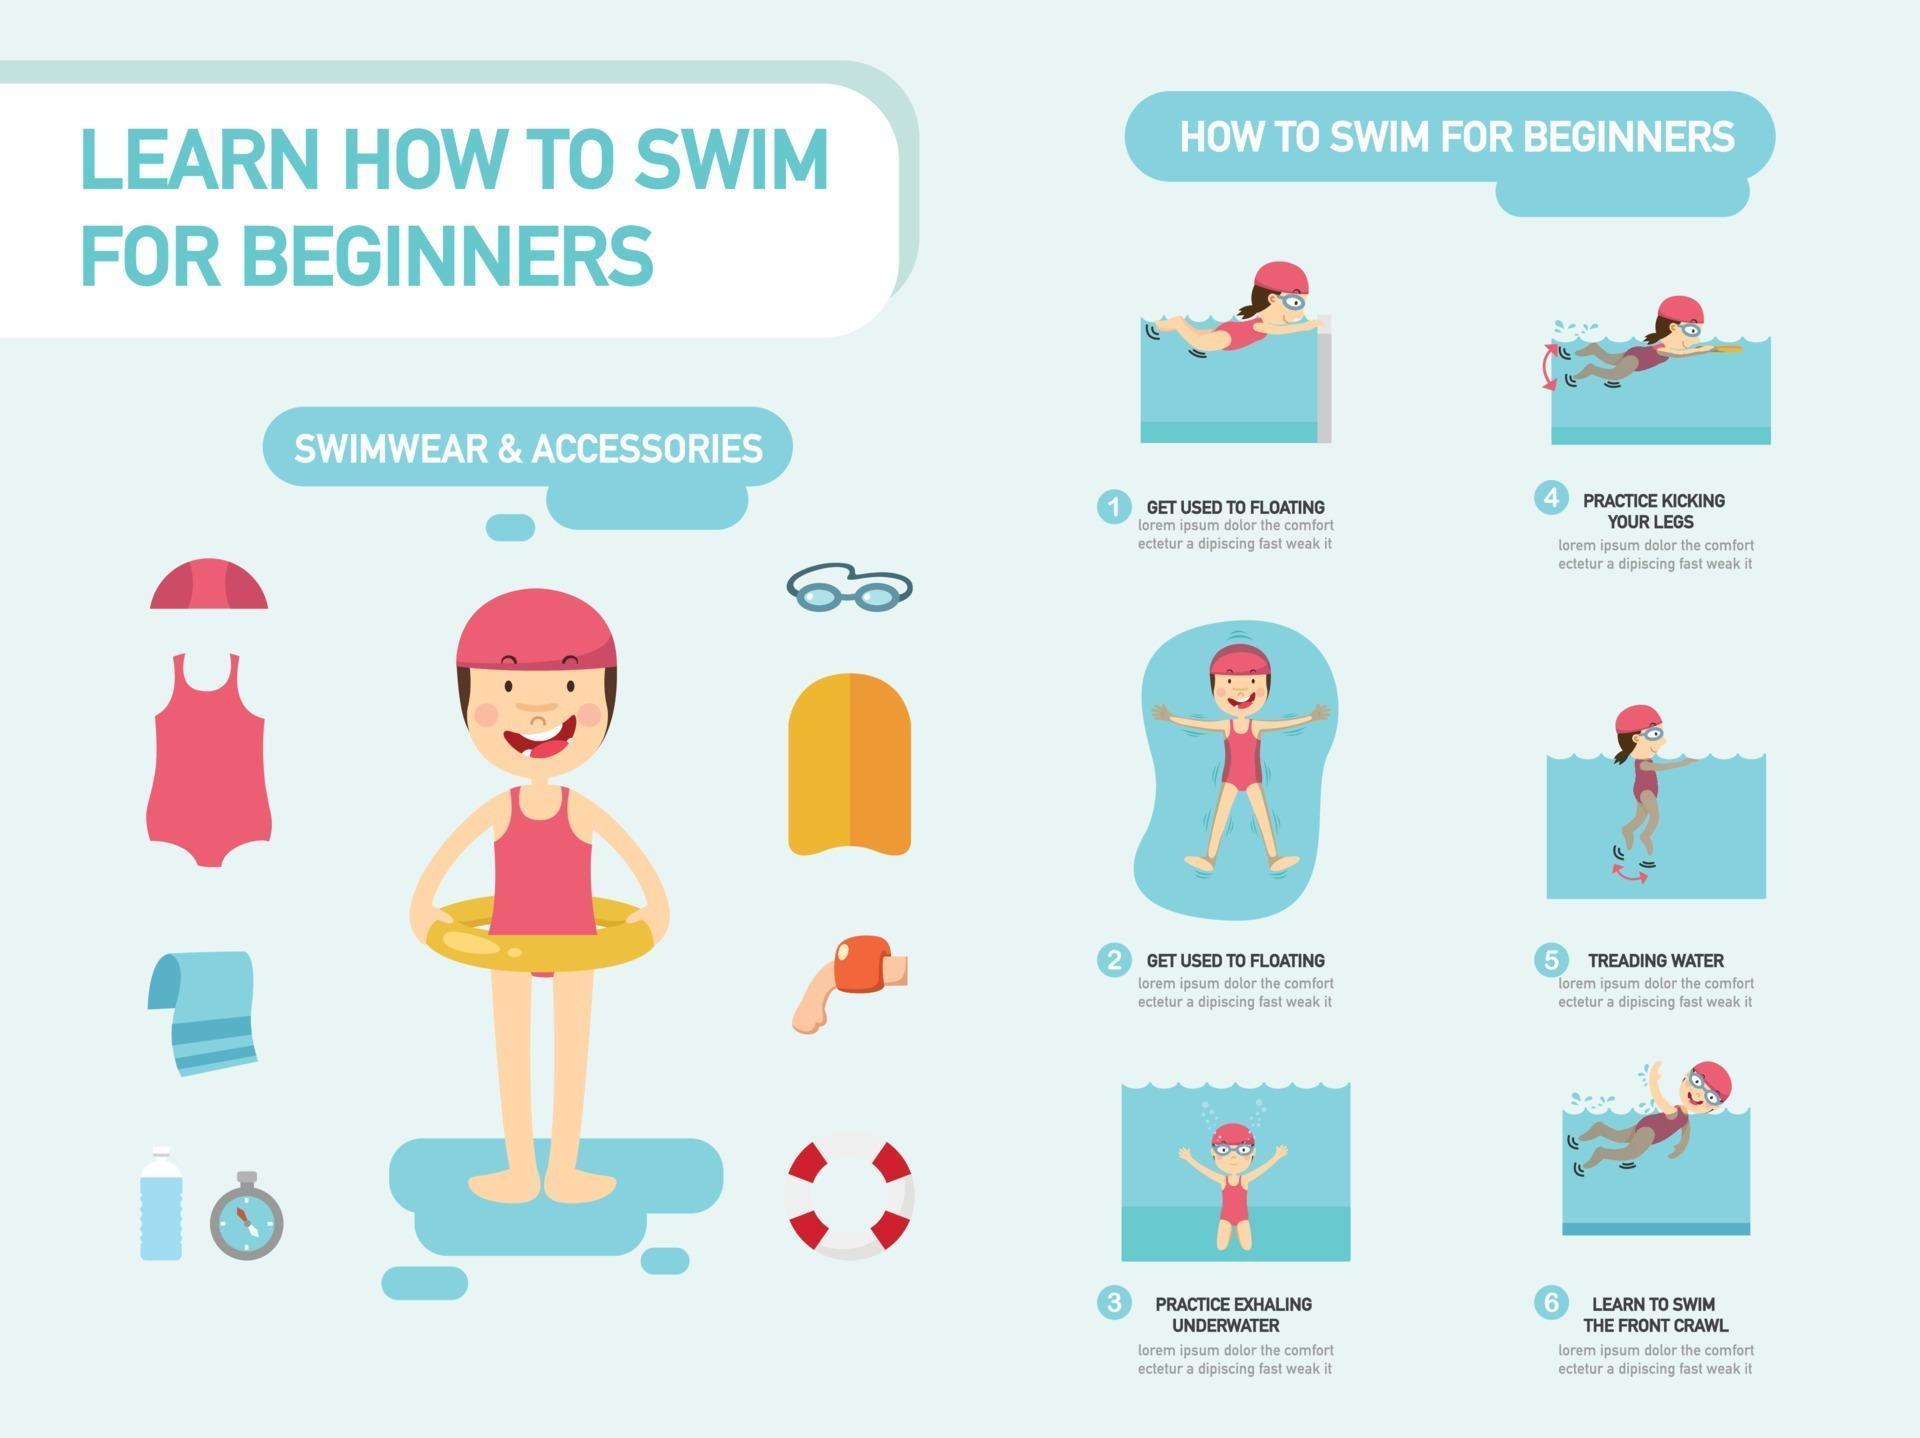 LEARN HOW TO SWIM
FOR BEGINNERS
SWIMWEAR & ACCESSORIES
HOW TO SWIM FOR BEGINNERS
1 GET USED TO FLOATING
lorem ipsum dolor the comfort
ectetur a dipiscing fast weak it
2 GET USED TO FLOATING
lorem ipsum dolor the comfort
ectetur a dipiscing fast weak it
3 PRACTICE EXHALING
UNDERWATER
lorem ipsum dolor the comfort
ectetur a dipiscing fast weak it
4 PRACTICE KICKING
YOUR LEGS
lorem ipsum dolor the comfort
ectetur a dipiscing fast weak it
5 TREADING WATER
lorem ipsum dolor the comfort
ectetur a dipiscing fast weak it
6 LEARN TO SWIM
THE FRONT CRAWL
lorem ipsum dolor the comfort
ectetur a dipiscing fast weak it